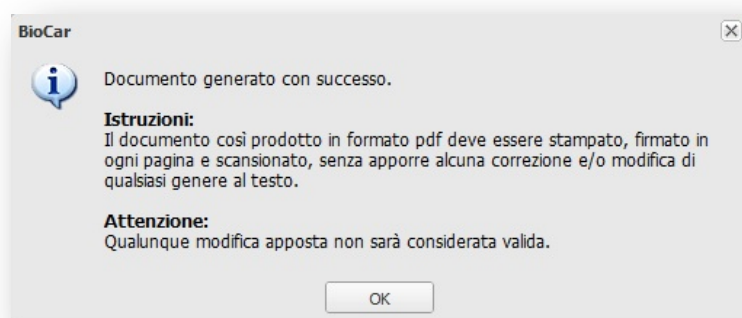 BioCar
Documento generato con successo.
Istruzioni:
Il documento così prodotto in formato pdf deve essere stampato, firmato in
ogni pagina e scansionato, senza apporre alcuna correzione e/o modifica di
qualsiasi genere al testo.
Attenzione:
Qualunque modifica apposta non sarà considerata valida.
OK